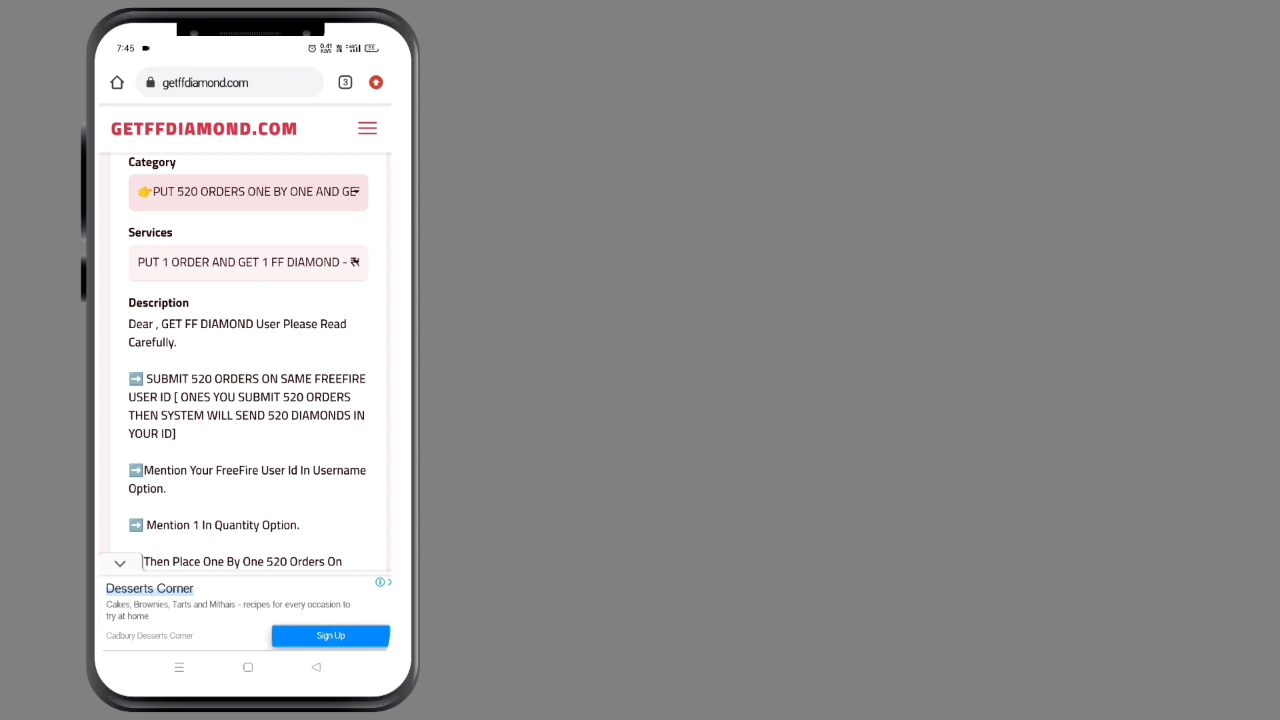 7:45
getffdiamond.com
3
GETFFDIAMOND.COM
Category
👉PUT 520 ORDERS ONE BY ONE AND GE
Services
PUT 1 ORDER AND GET 1 FF DIAMOND - ₹
Description
Dear , GET FF DIAMOND User Please Read
Carefully.
➡️ SUBMIT 520 ORDERS ON SAME FREEFIRE
USER ID [ ONES YOU SUBMIT 520 ORDERS
THEN SYSTEM WILL SEND 520 DIAMONDS IN
YOUR ID]
➡️Mention Your FreeFire User Id In Username
Option.
➡️ Mention 1 In Quantity Option.
Then Place One By One 520 Orders On
Desserts Corner
Cakes, Brownies, Tarts and Mithais - recipes for every occasion to
try at home
Cadbury Desserts Corner
Sign Up